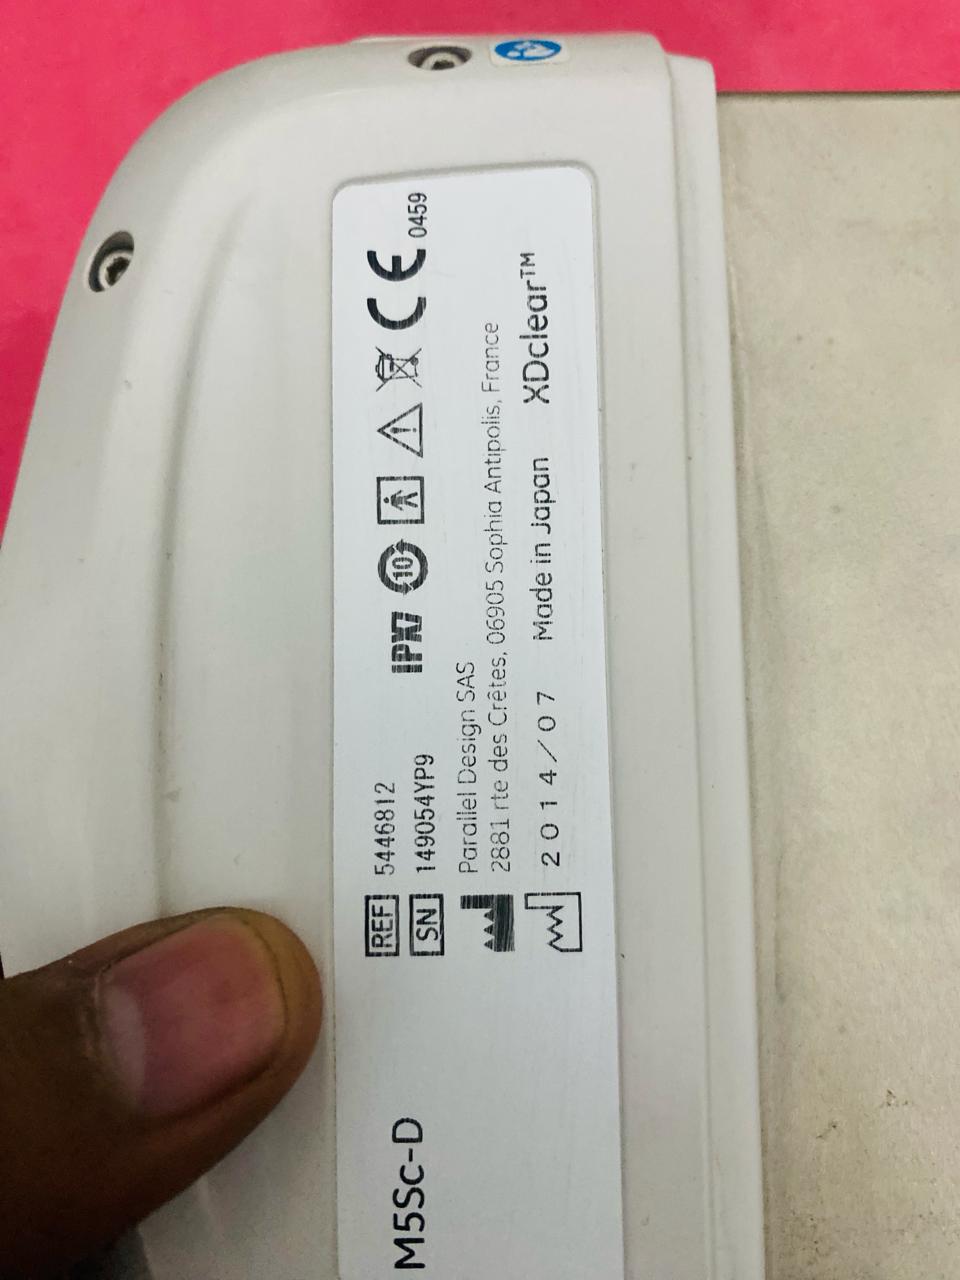 M5Sc-D
REF 5446812
SN 149054YP9
IPX7 10 CE 0459
Parallel Design SAS
2881 rte des Crêtes, 06905 Sophia Antipolis, France
2014/07 Made in Japan XDclear™